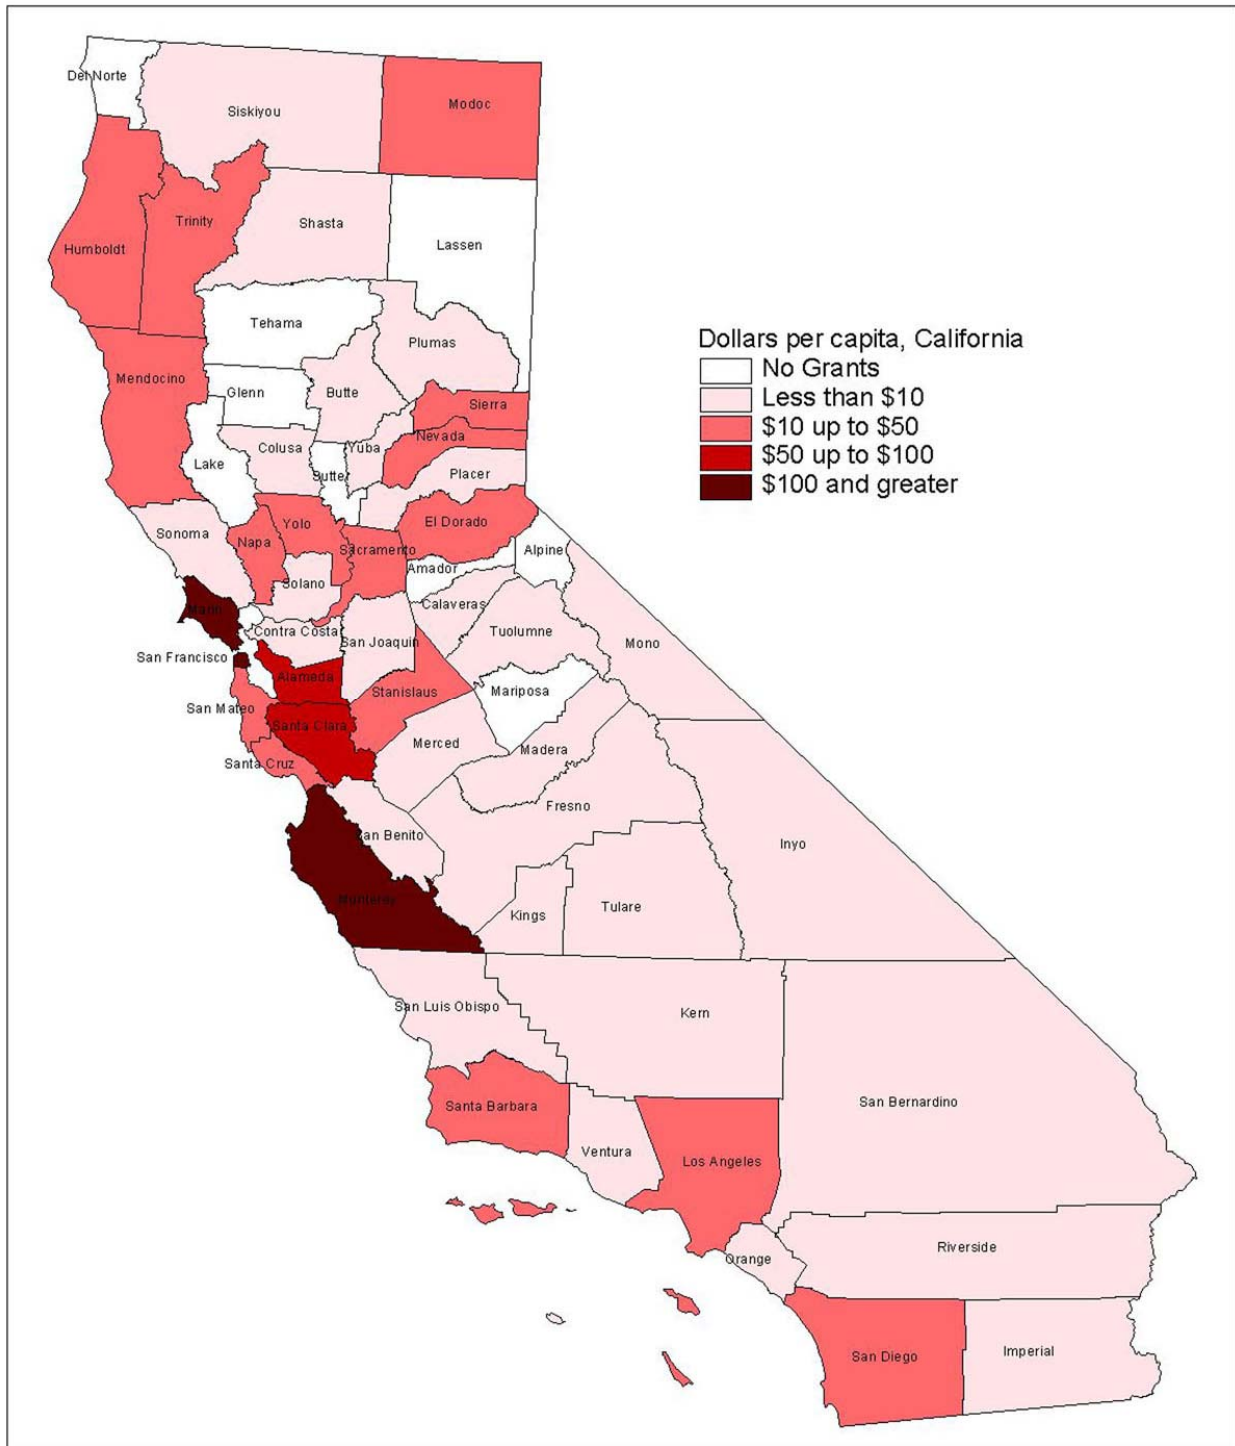 Del Norte
Siskiyou
Modoc
Humboldt
Trinity
Shasta
Lassen
Tehama
Plumas
Mendocino
Glenn
Butte
Sierra
Nevada
Colusa
Yuba
Lake
Sutter
Placer
Sonoma
Napa
Yolo
El Dorado
Sacramento
Alpine
Amador
Solano
Calaveras
Marin
Contra Costa
San Joaquin
Tuolumne
Mono
San Francisco
Alameda
Stanislaus
Mariposa
San Mateo
Santa Clara
Merced
Madera
Santa Cruz
Fresno
San Benito
Inyo
Monterey
Kings
Tulare
San Luis Obispo
Kern
Santa Barbara
Ventura
Los Angeles
San Bernardino
Orange
Riverside
San Diego
Imperial
Dollars per capita, California
No Grants
Less than $10
$10 up to $50
$50 up to $100
$100 and greater